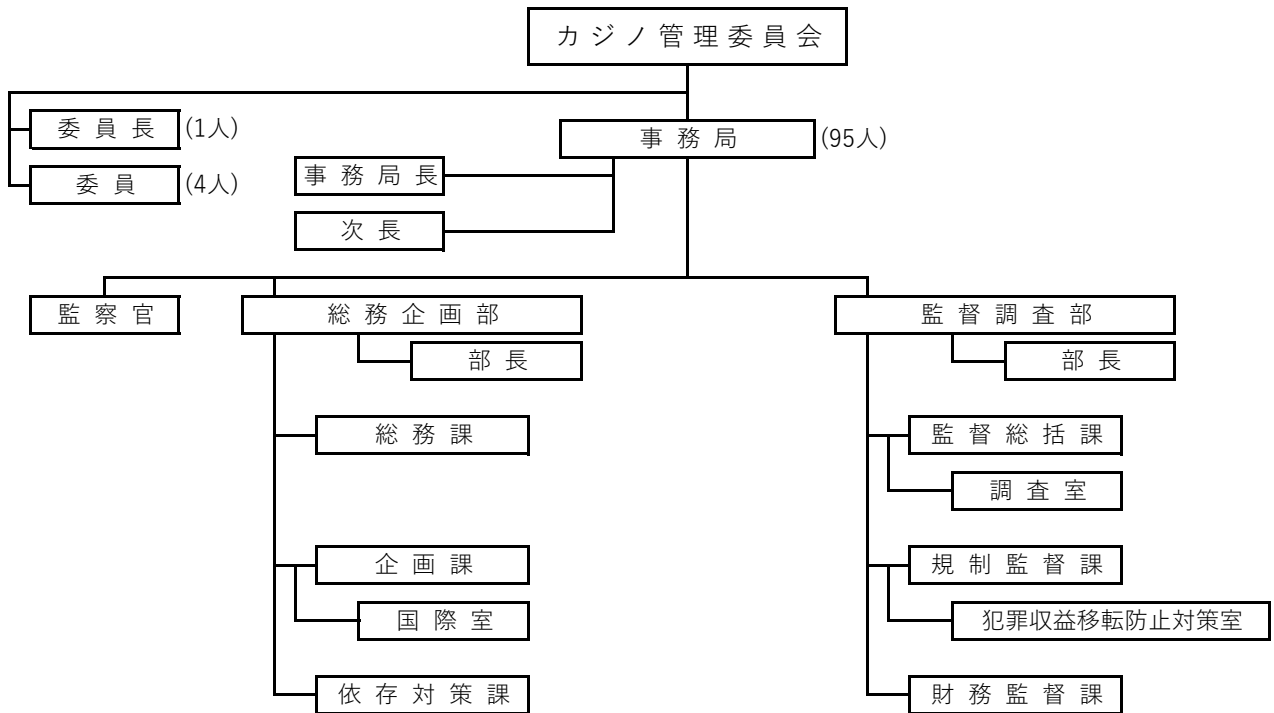 カジノ管理委員会
委員長 (1人)
委員 (4人)
事務局 (95人)
事務局長
次長
監察官
総務企画部
部長
総務課
企画課
国際室
依存対策課
監督調査部
部長
監督総括課
調査室
規制監督課
犯罪収益移転防止対策室
財務監督課